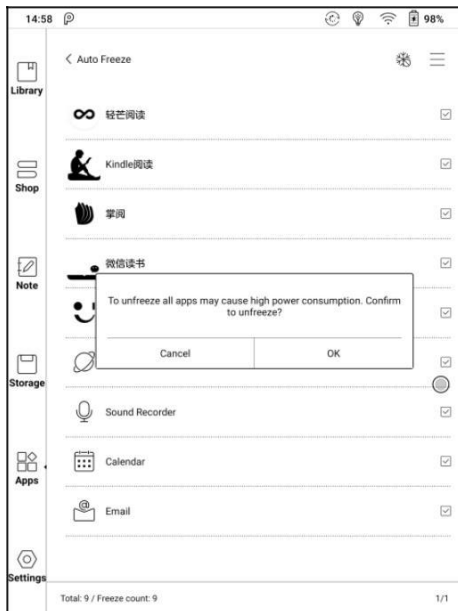 14:58
98%
Auto Freeze
Library
轻芒阅读
Kindle阅读
Shop
掌阅
微信读书
Note
To unfreeze all apps may cause high power consumption. Confirm
to unfreeze?
Cancel
OK
Storage
Sound Recorder
Calendar
Apps
Email
Settings
Total: 9 / Freeze count: 9
1/1